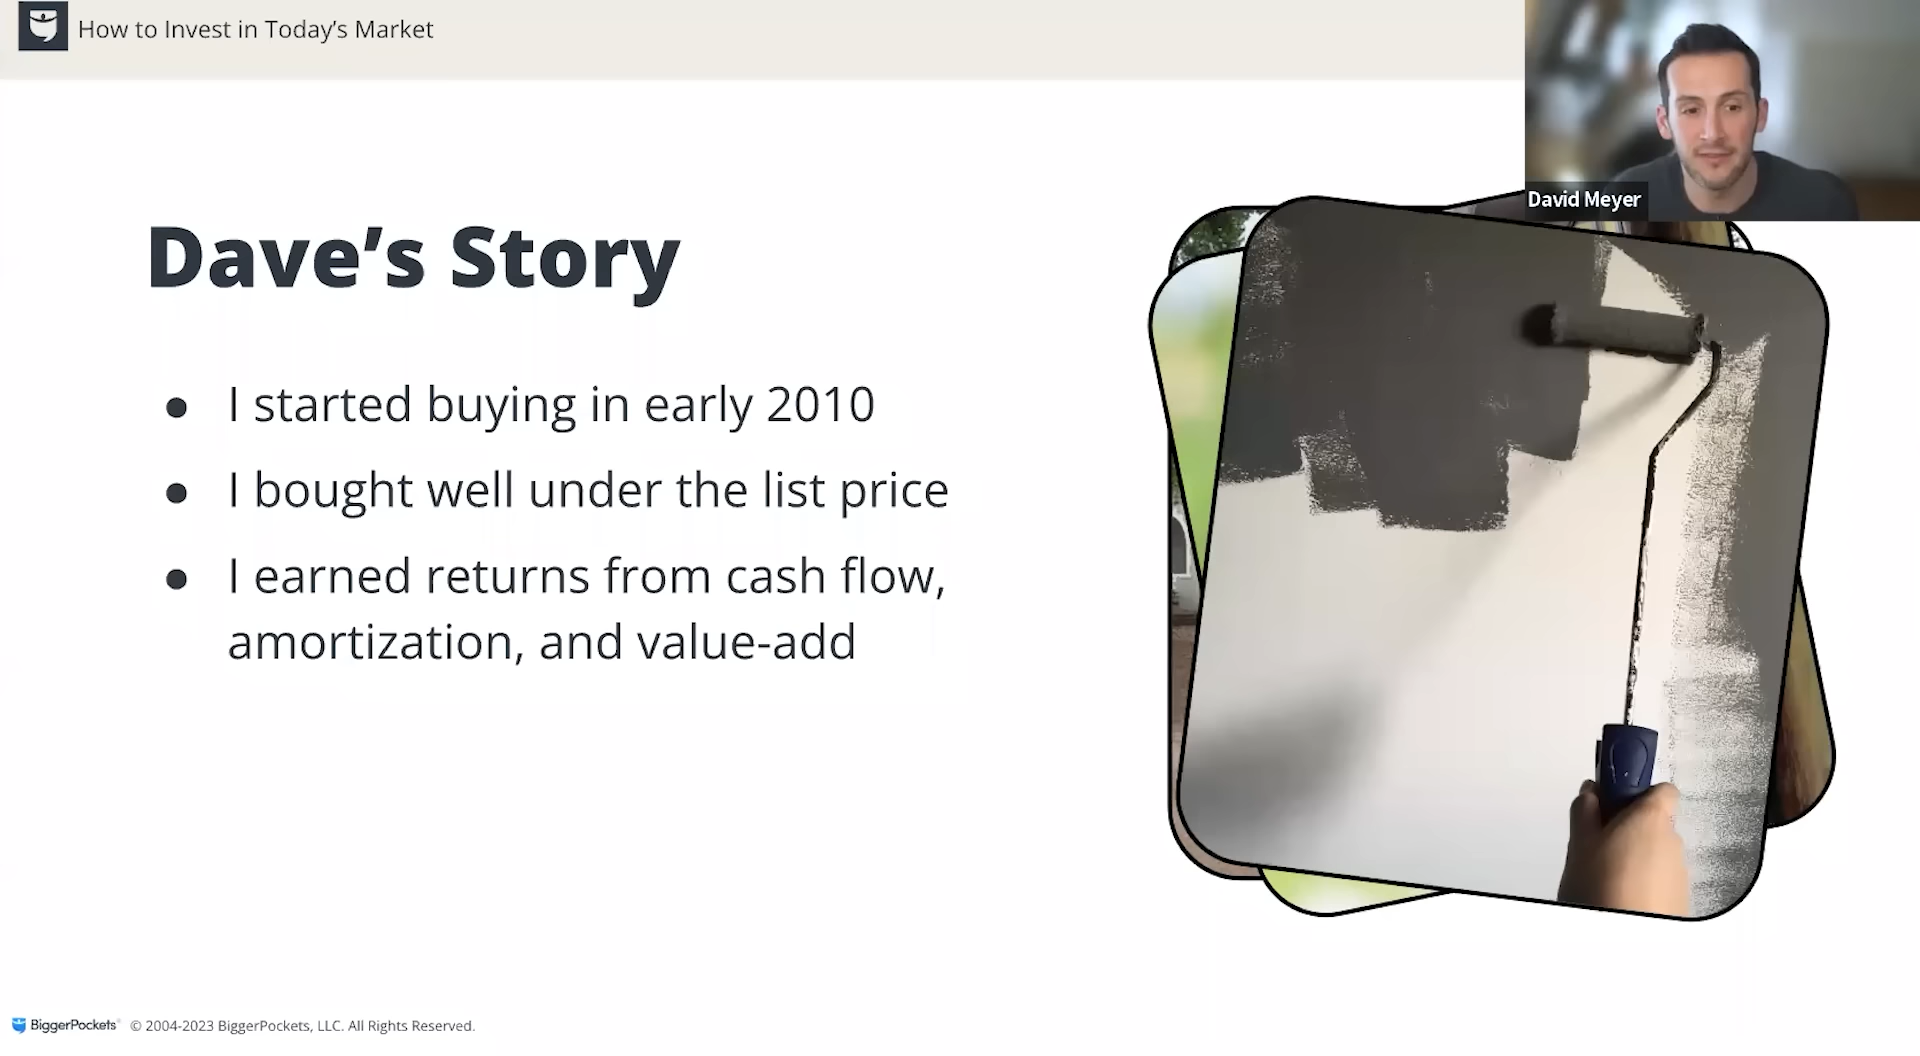 How to Invest in Today's Market
David Meyer
Dave's Story
● I started buying in early 2010
● I bought well under the list price
● I earned returns from cash flow,
amortization, and value-add
BiggerPockets © 2004-2023 BiggerPockets, LLC. All Rights Reserved.